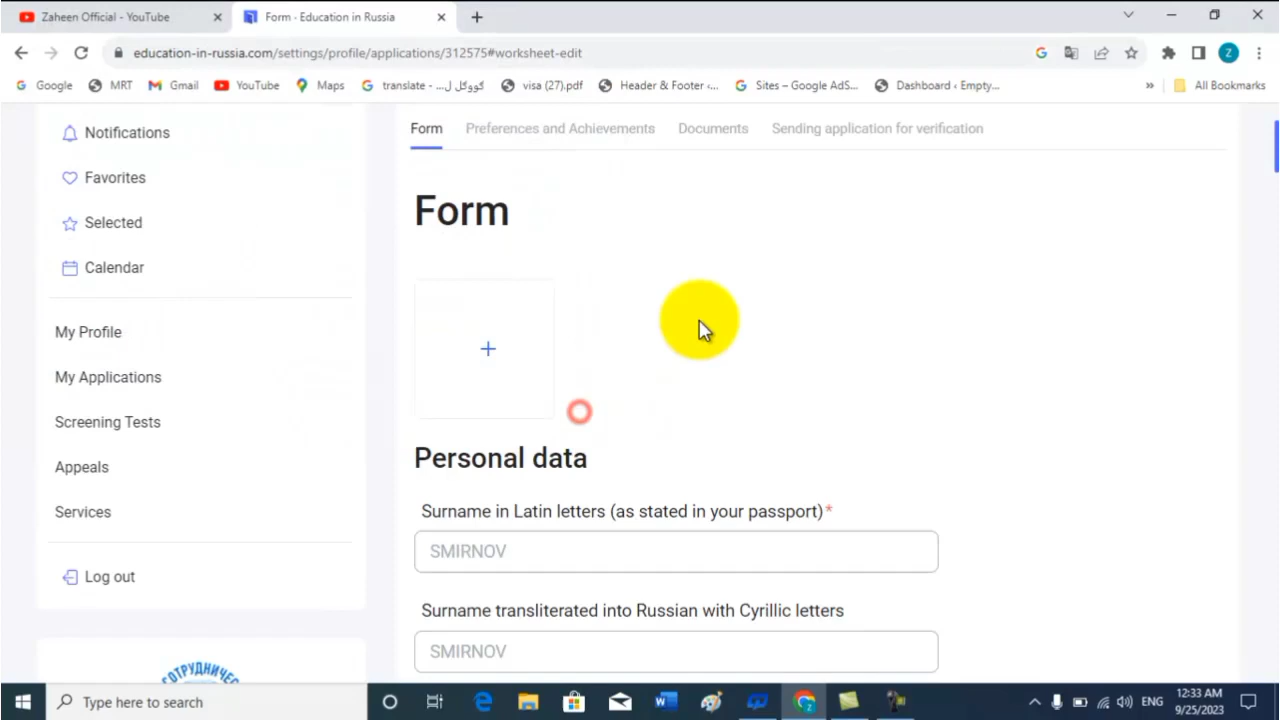 Zaheen Official - YouTube
Form · Education in Russia
education-in-russia.com/settings/profile/applications/312575#worksheet-edit
Z
Google
MRT
Gmail
YouTube
Maps
translate - ...كووكل ل
visa (27).pdf
Header & Footer ‹...
Sites – Google AdS...
Dashboard ‹ Empty...
»
All Bookmarks
Notifications
Favorites
Selected
Calendar
My Profile
My Applications
Screening Tests
Appeals
Services
Log out
СОТРУДНИЧЕ
Form
Preferences and Achievements
Documents
Sending application for verification
Form
+
Personal data
Surname in Latin letters (as stated in your passport)*
SMIRNOV
Surname transliterated into Russian with Cyrillic letters
SMIRNOV
Type here to search
ENG
12:33 AM
9/25/2023